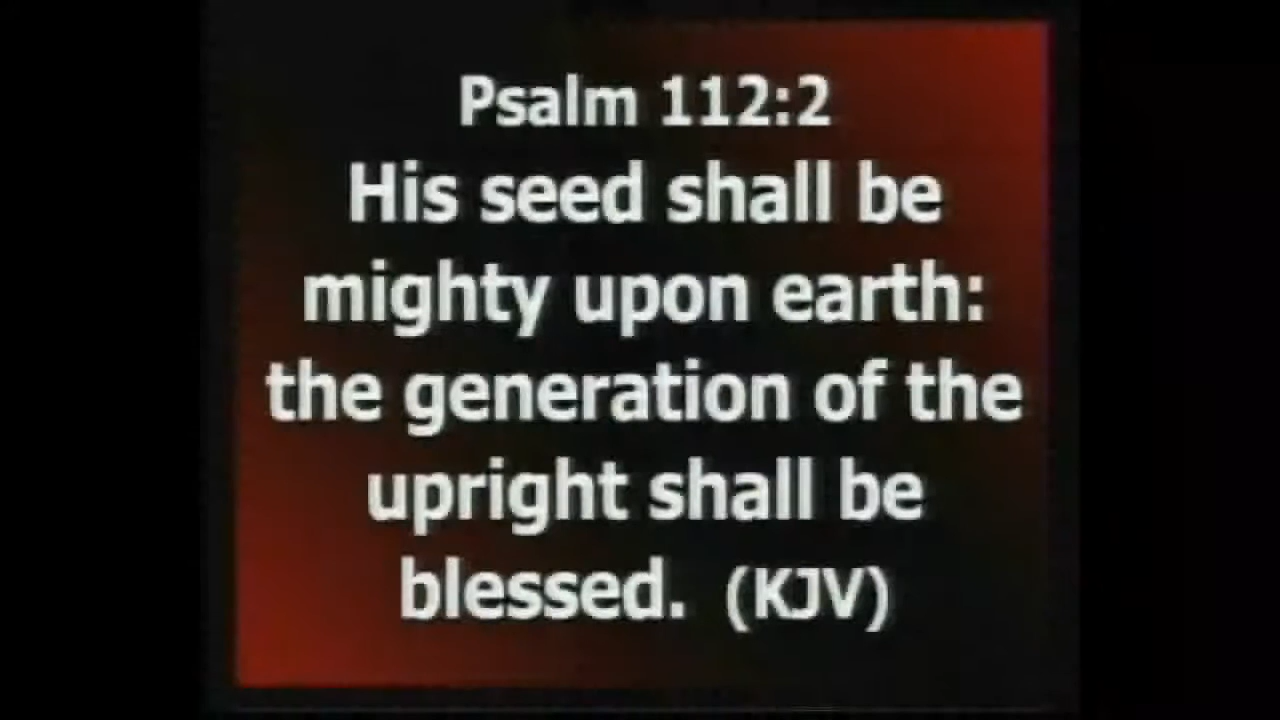 Psalm 112:2
His seed shall be
mighty upon earth:
the generation of the
upright shall be
blessed. (KJV)